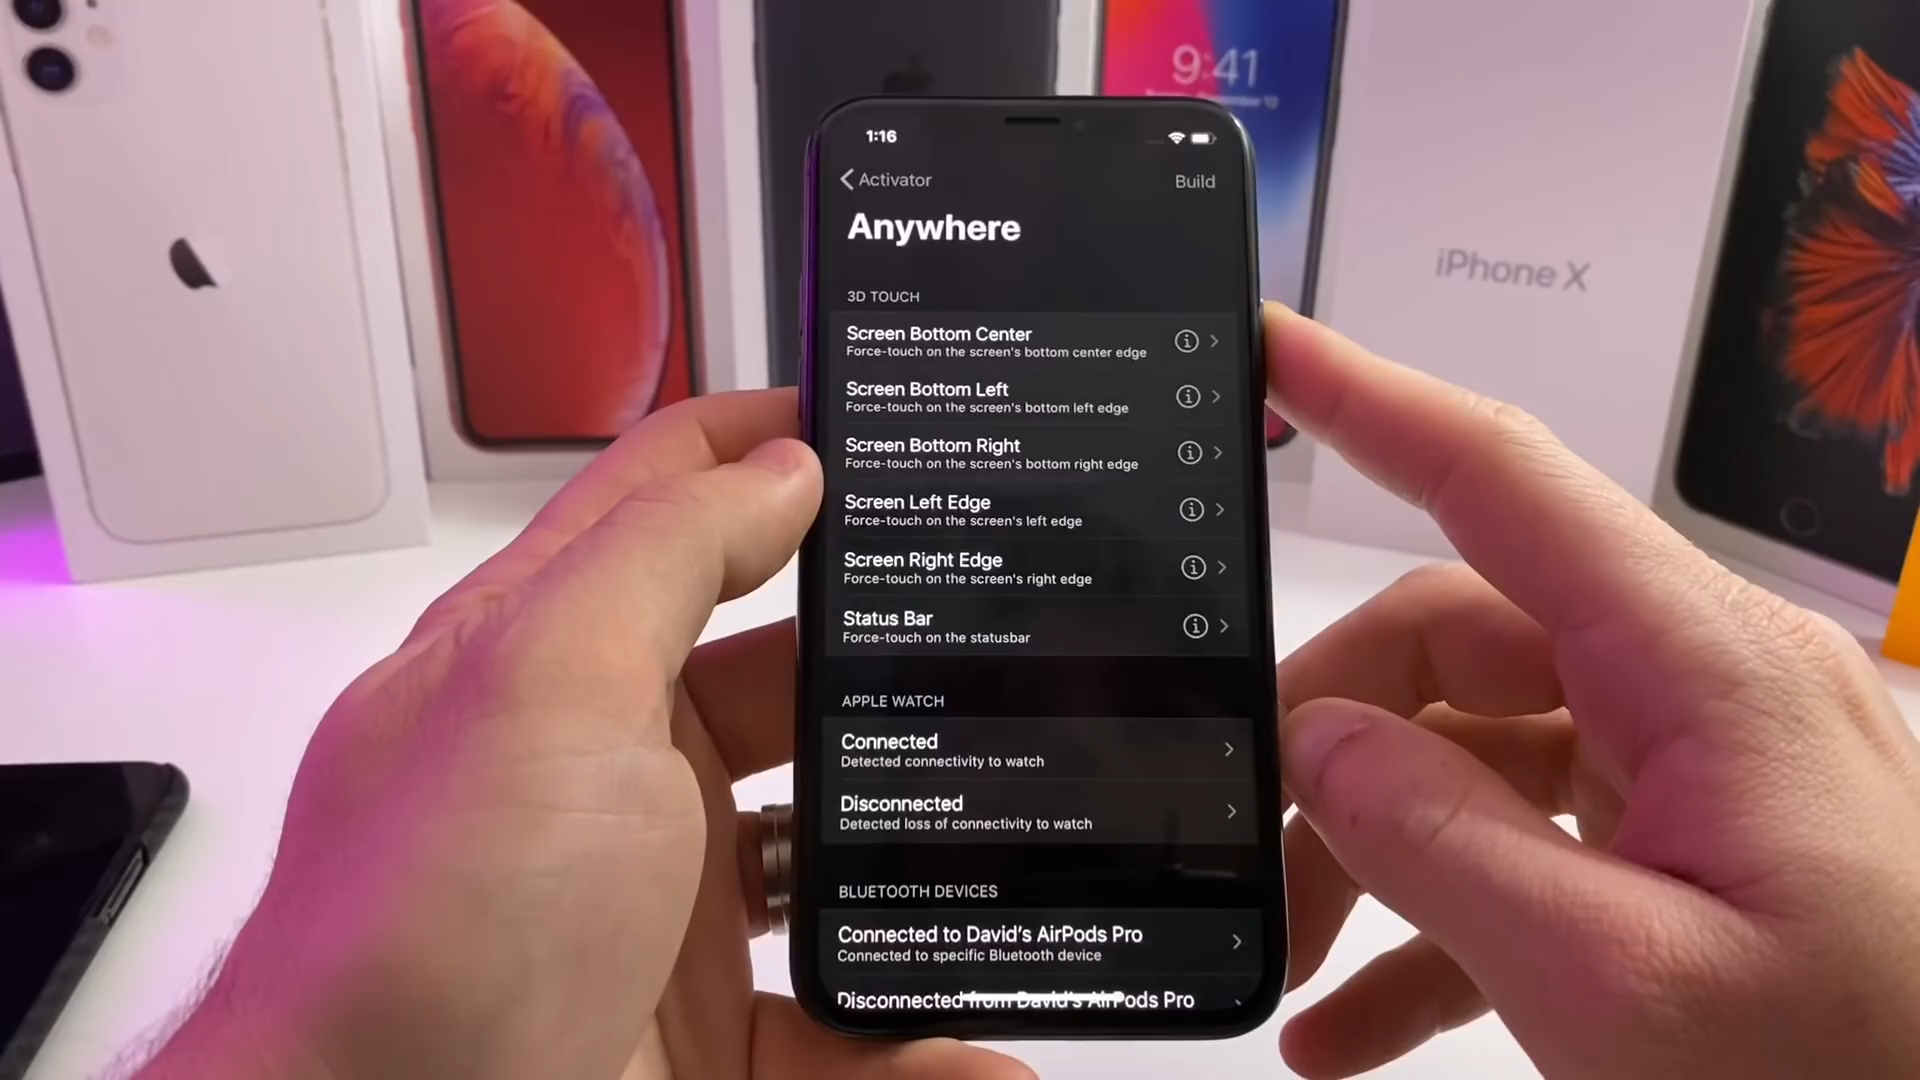 9:41
1:16
Activator
Build
Anywhere
3D TOUCH
Screen Bottom Center
Force-touch on the screen's bottom center edge
Screen Bottom Left
Force-touch on the screen's bottom left edge
Screen Bottom Right
Force-touch on the screen's bottom right edge
Screen Left Edge
Force-touch on the screen's left edge
Screen Right Edge
Force-touch on the screen's right edge
Status Bar
Force-touch on the statusbar
APPLE WATCH
Connected
Detected connectivity to watch
Disconnected
Detected loss of connectivity to watch
BLUETOOTH DEVICES
Connected to David's AirPods Pro
Connected to specific Bluetooth device
Disconnected from David's AirPods Pro
iPhone X